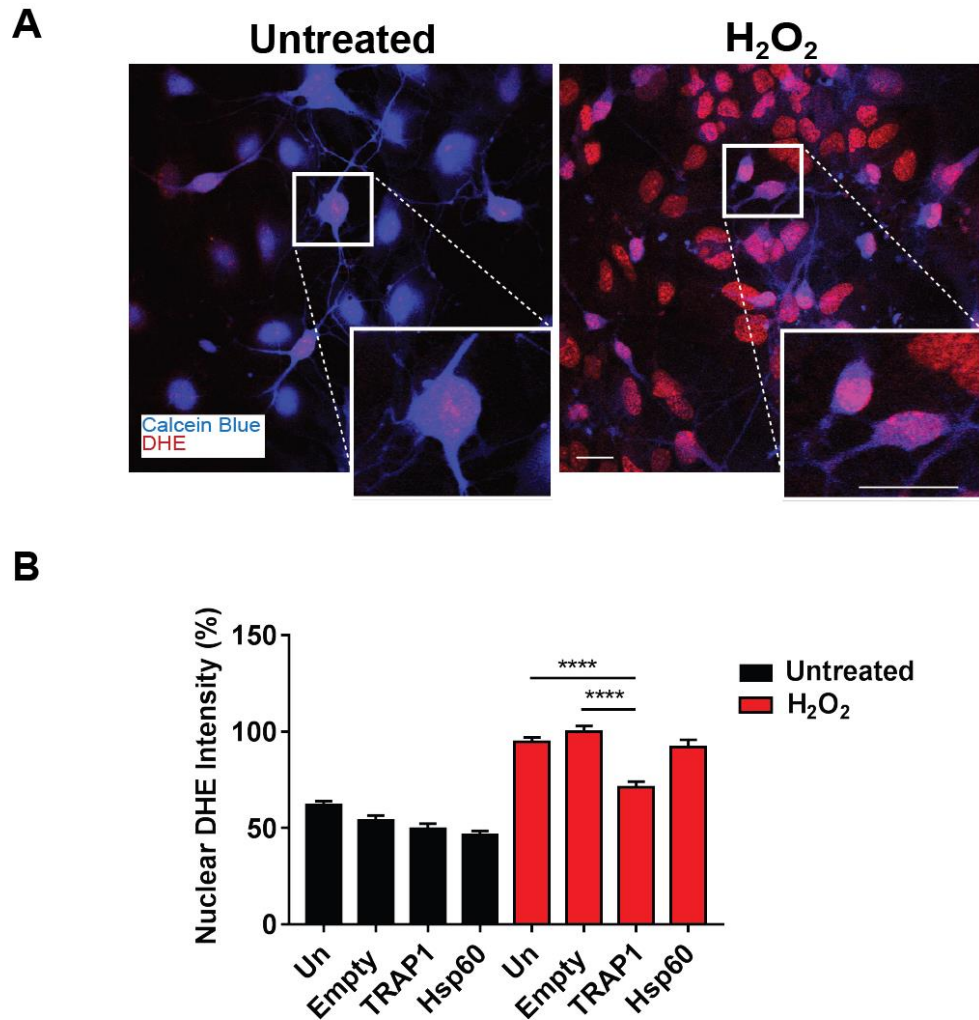 A
Untreated
H₂O₂
Calcein Blue
DHE
B
Nuclear DHE Intensity (%)
150
100
50
0
****
****
Untreated
H₂O₂
Un
Empty
TRAP1
Hsp60
Un
Empty
TRAP1
Hsp60